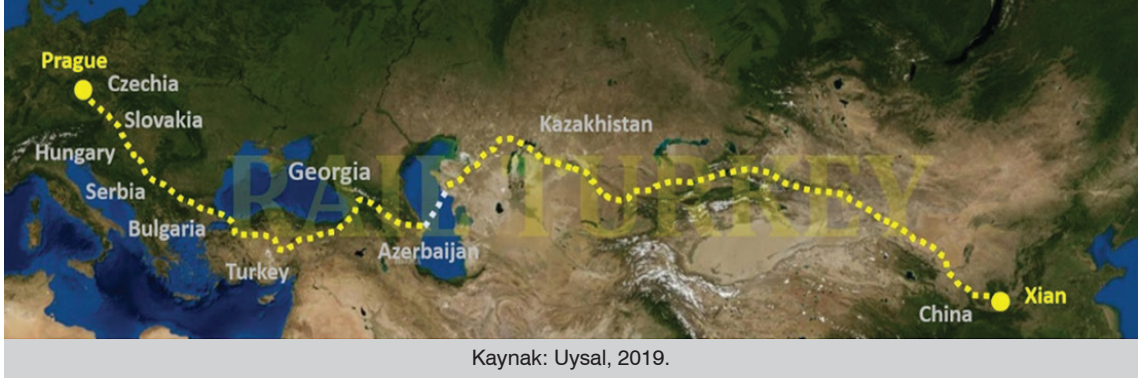 Prague
Czechia
Slovakia
Hungary
Serbia
Bulgaria
Turkey
Georgia
Azerbaijan
Kazakhstan
RAIL TURKEY
China
Xian
Kaynak: Uysal, 2019.